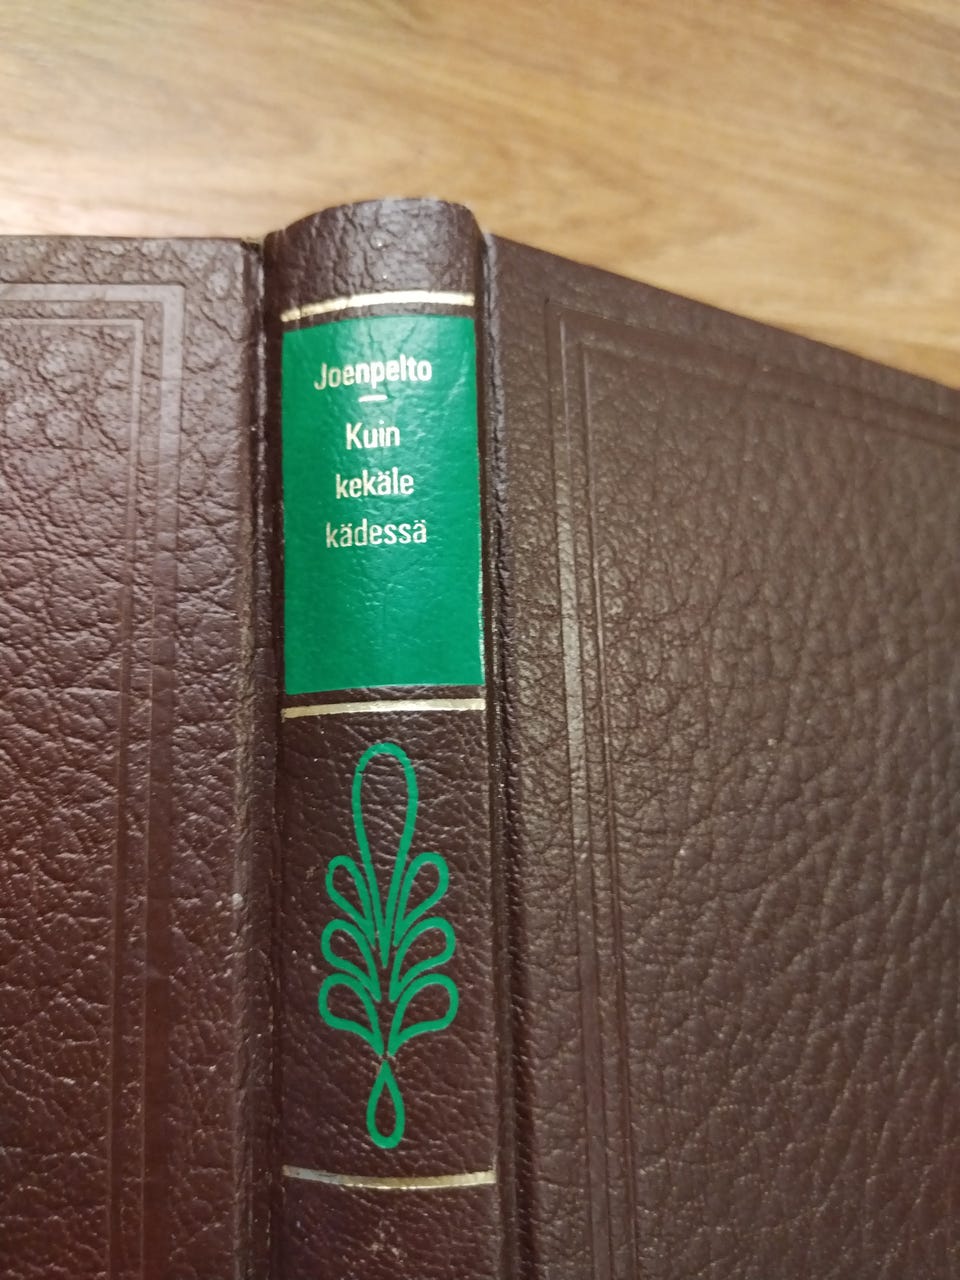 Joenpelto
Kuin
kekäle
kädessä